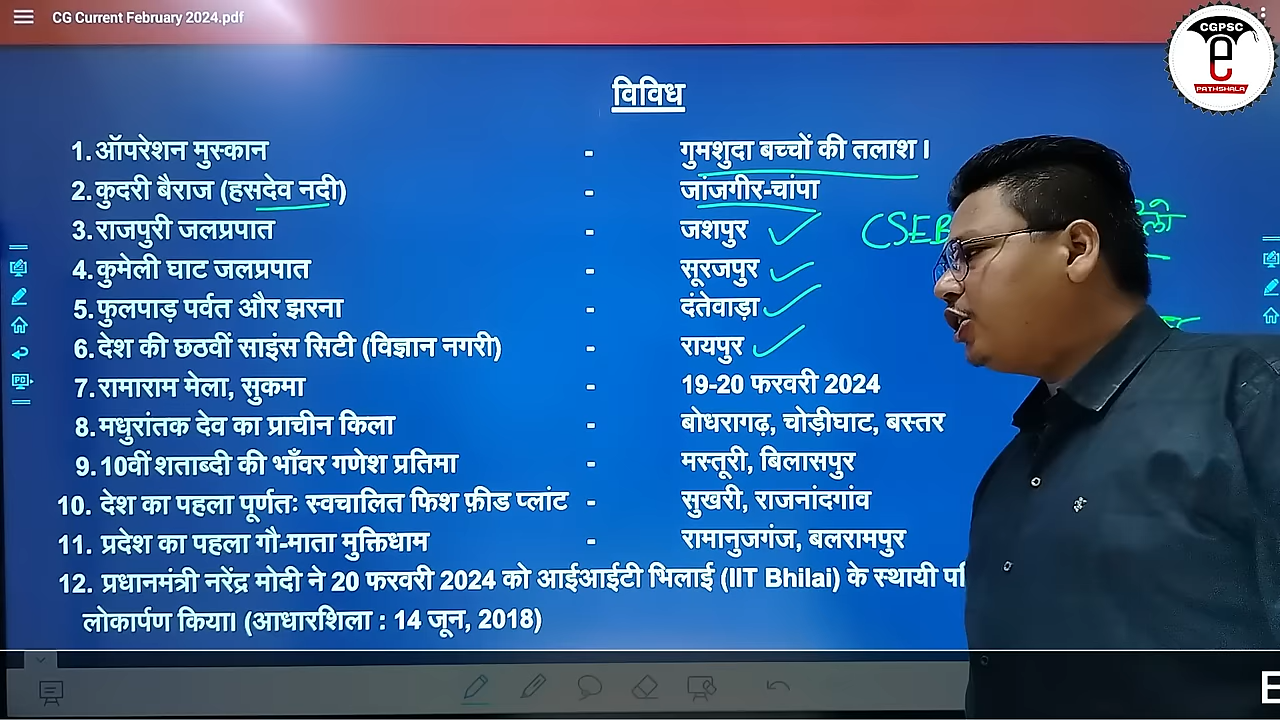 CG Current February 2024.pdf
CGPSC
e
PATHSHALA
विविध
1. ऑपरेशन मुस्कान - गुमशुदा बच्चों की तलाश।
2. कुदरी बैराज (हसदेव नदी) - जांजगीर-चांपा
3. राजपुरी जलप्रपात - जशपुर CSEB
4. कुमेली घाट जलप्रपात - सूरजपुर
5. फुलपाड़ पर्वत और झरना - दंतेवाड़ा
6. देश की छठवीं साइंस सिटी (विज्ञान नगरी) - रायपुर
7. रामाराम मेला, सुकमा - 19-20 फरवरी 2024
8. मधुरांतक देव का प्राचीन किला - बोधरागढ़, चोड़ीघाट, बस्तर
9. 10वीं शताब्दी की भाँवर गणेश प्रतिमा - मस्तूरी, बिलासपुर
10. देश का पहला पूर्णतः स्वचालित फिश फ़ीड प्लांट - सुखरी, राजनांदगांव
11. प्रदेश का पहला गौ-माता मुक्तिधाम - रामानुजगंज, बलरामपुर
12. प्रधानमंत्री नरेंद्र मोदी ने 20 फरवरी 2024 को आईआईटी भिलाई (IIT Bhilai) के स्थायी
लोकार्पण किया। (आधारशिला : 14 जून, 2018)